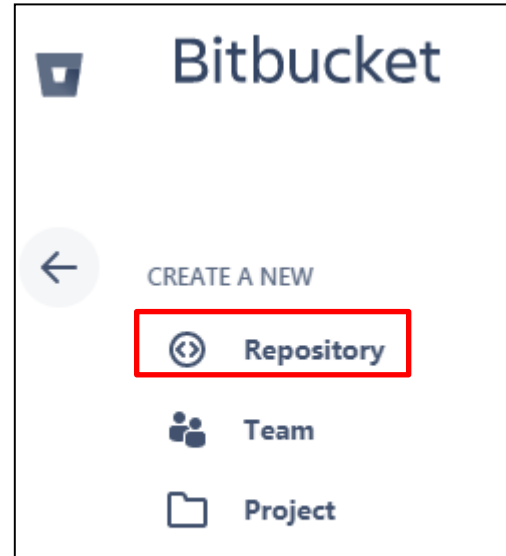 Bitbucket
CREATE A NEW
Repository
Team
Project